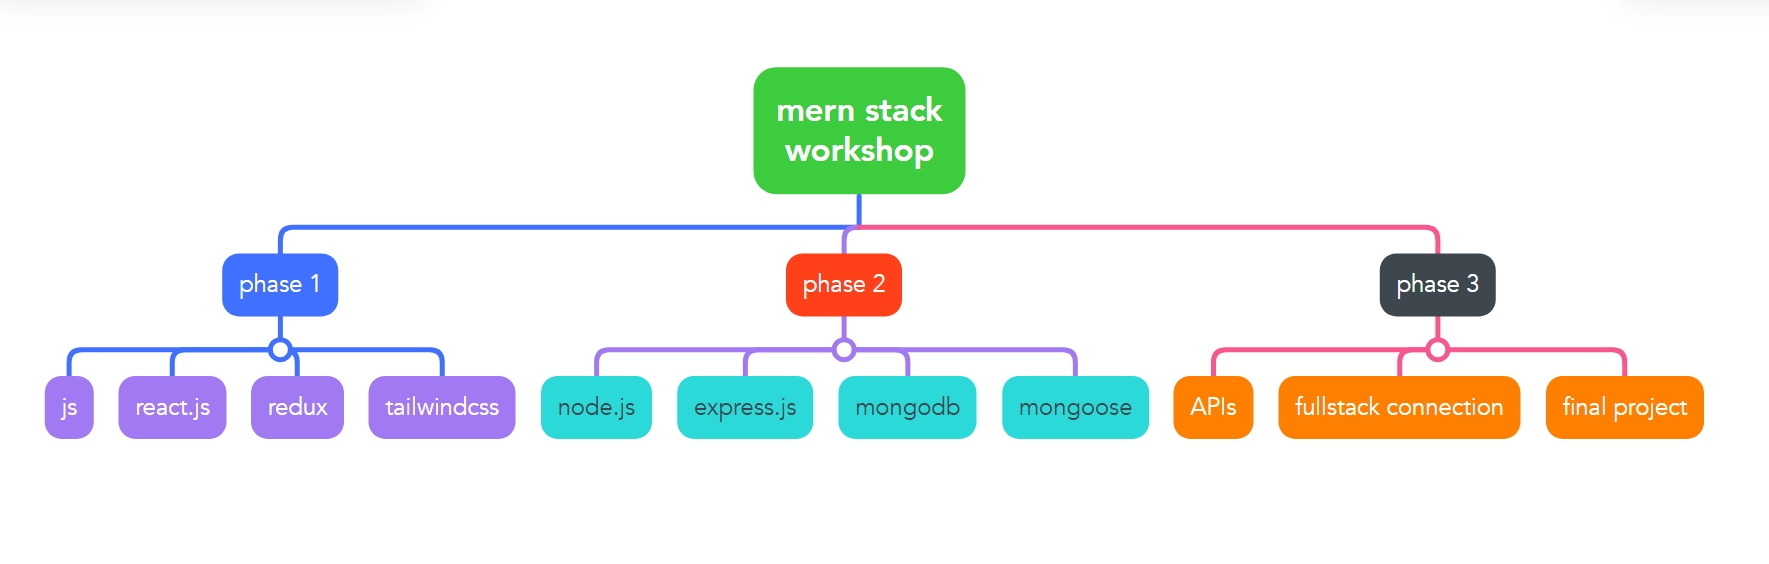 mern stack
workshop
phase 1
phase 2
phase 3
js
react.js
redux
tailwindcss
node.js
express.js
mongodb
mongoose
APIs
fullstack connection
final project